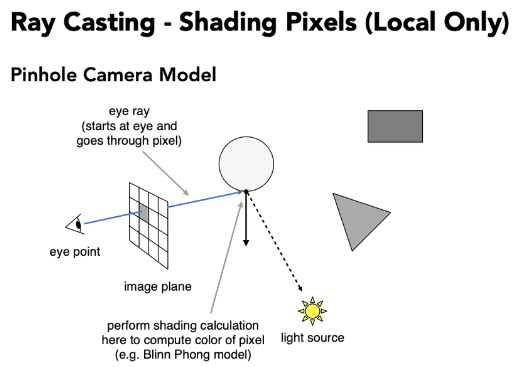 Ray Casting - Shading Pixels (Local Only)
Pinhole Camera Model
eye ray
(starts at eye and
goes through pixel)
eye point
image plane
perform shading calculation
here to compute color of pixel
(e.g. Blinn Phong model)
light source